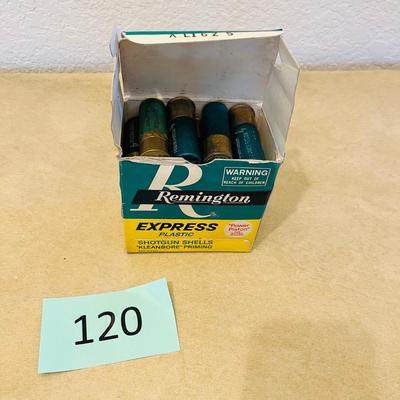 WARNING
KEEP OUT OF
REACH OF CHILDREN
R
Remington
EXPRESS
PLASTIC
"Power
Piston"
SHOTGUN SHELLS
"KLEANBORE" PRIMING
120